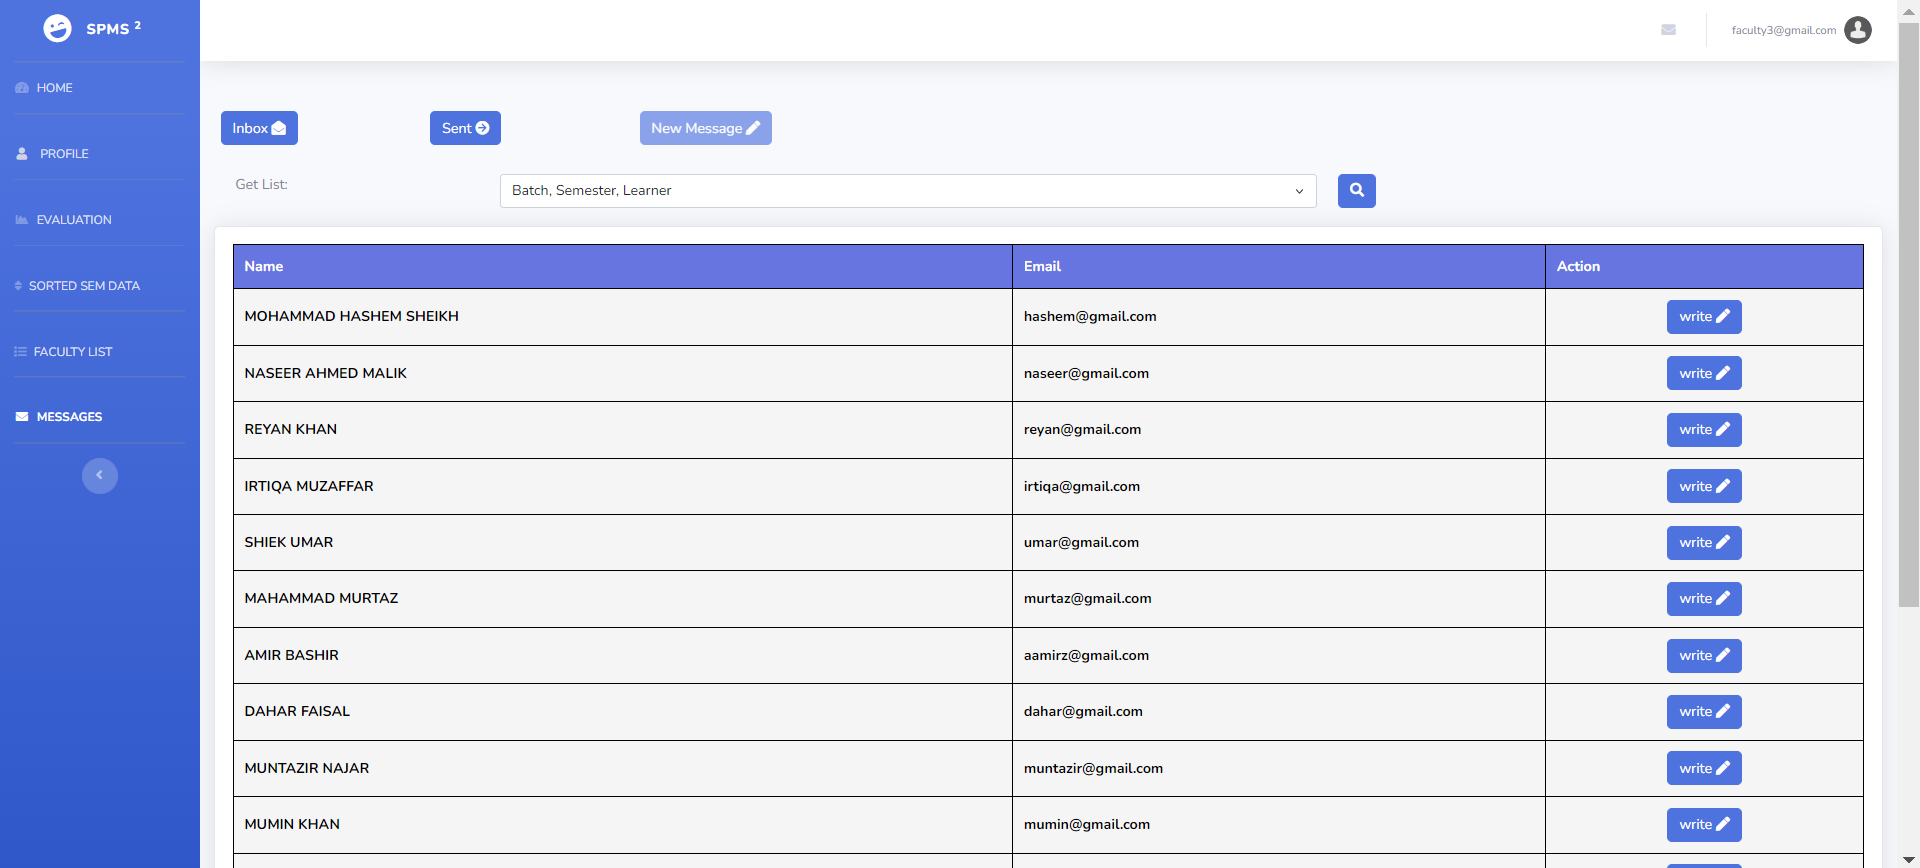 SPMS 2
faculty3@gmail.com
HOME
PROFILE
EVALUATION
SORTED SEM DATA
FACULTY LIST
MESSAGES
Inbox
Sent
New Message
Get List:
Batch, Semester, Learner
Name Email Action
MOHAMMAD HASHEM SHEIKH hashem@gmail.com write
NASEER AHMED MALIK naseer@gmail.com write
REYAN KHAN reyan@gmail.com write
IRTIQA MUZAFFAR irtiqa@gmail.com write
SHIEK UMAR umar@gmail.com write
MAHAMMAD MURTAZ murtaz@gmail.com write
AMIR BASHIR aamirz@gmail.com write
DAHAR FAISAL dahar@gmail.com write
MUNTAZIR NAJAR muntazir@gmail.com write
MUMIN KHAN mumin@gmail.com write